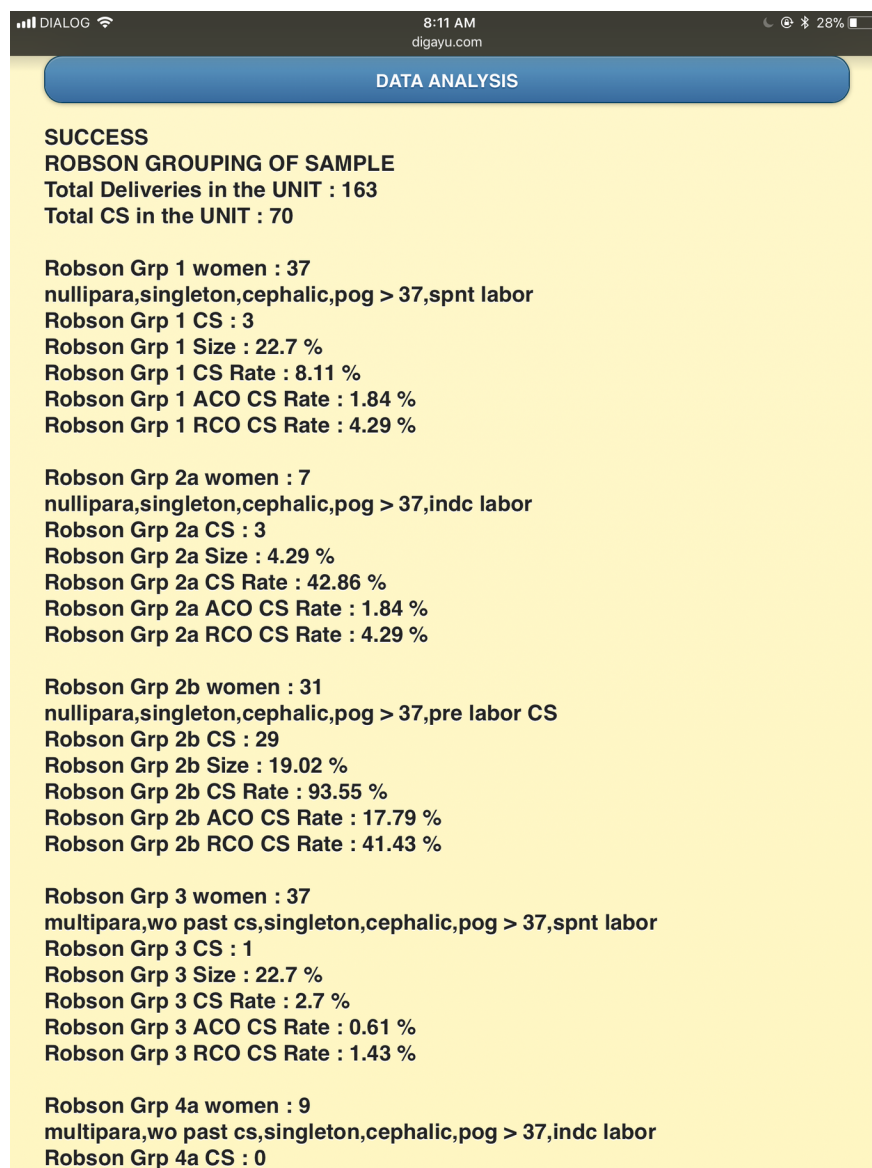 DIALOG 8:11 AM 28%
digayu.com
DATA ANALYSIS
SUCCESS
ROBSON GROUPING OF SAMPLE
Total Deliveries in the UNIT : 163
Total CS in the UNIT : 70
Robson Grp 1 women : 37
nullipara,singleton,cephalic,pog > 37,spnt labor
Robson Grp 1 CS : 3
Robson Grp 1 Size : 22.7 %
Robson Grp 1 CS Rate : 8.11 %
Robson Grp 1 ACO CS Rate : 1.84 %
Robson Grp 1 RCO CS Rate : 4.29 %
Robson Grp 2a women : 7
nullipara,singleton,cephalic,pog > 37,indc labor
Robson Grp 2a CS : 3
Robson Grp 2a Size : 4.29 %
Robson Grp 2a CS Rate : 42.86 %
Robson Grp 2a ACO CS Rate : 1.84 %
Robson Grp 2a RCO CS Rate : 4.29 %
Robson Grp 2b women : 31
nullipara,singleton,cephalic,pog > 37,pre labor CS
Robson Grp 2b CS : 29
Robson Grp 2b Size : 19.02 %
Robson Grp 2b CS Rate : 93.55 %
Robson Grp 2b ACO CS Rate : 17.79 %
Robson Grp 2b RCO CS Rate : 41.43 %
Robson Grp 3 women : 37
multipara,wo past cs,singleton,cephalic,pog > 37,spnt labor
Robson Grp 3 CS : 1
Robson Grp 3 Size : 22.7 %
Robson Grp 3 CS Rate : 2.7 %
Robson Grp 3 ACO CS Rate : 0.61 %
Robson Grp 3 RCO CS Rate : 1.43 %
Robson Grp 4a women : 9
multipara,wo past cs,singleton,cephalic,pog > 37,indc labor
Robson Grp 4a CS : 0